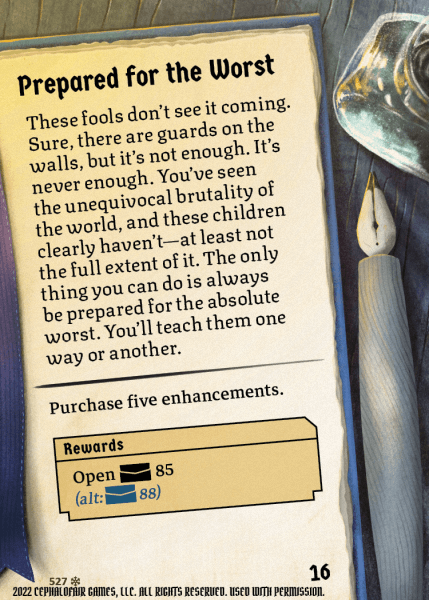 Prepared for the Worst
These fools don't see it coming.
Sure, there are guards on the
walls, but it's not enough. It's
never enough. You've seen
the unequivocal brutality of
the world, and these children
clearly haven't—at least not
the full extent of it. The only
thing you can do is always
be prepared for the absolute
worst. You'll teach them one
way or another.
Purchase five enhancements.
Rewards
Open 85
(alt: 88)
16
527
2022 CEPHALOFAIR GAMES, LLC. ALL RIGHTS RESERVED. USED WITH PERMISSION.